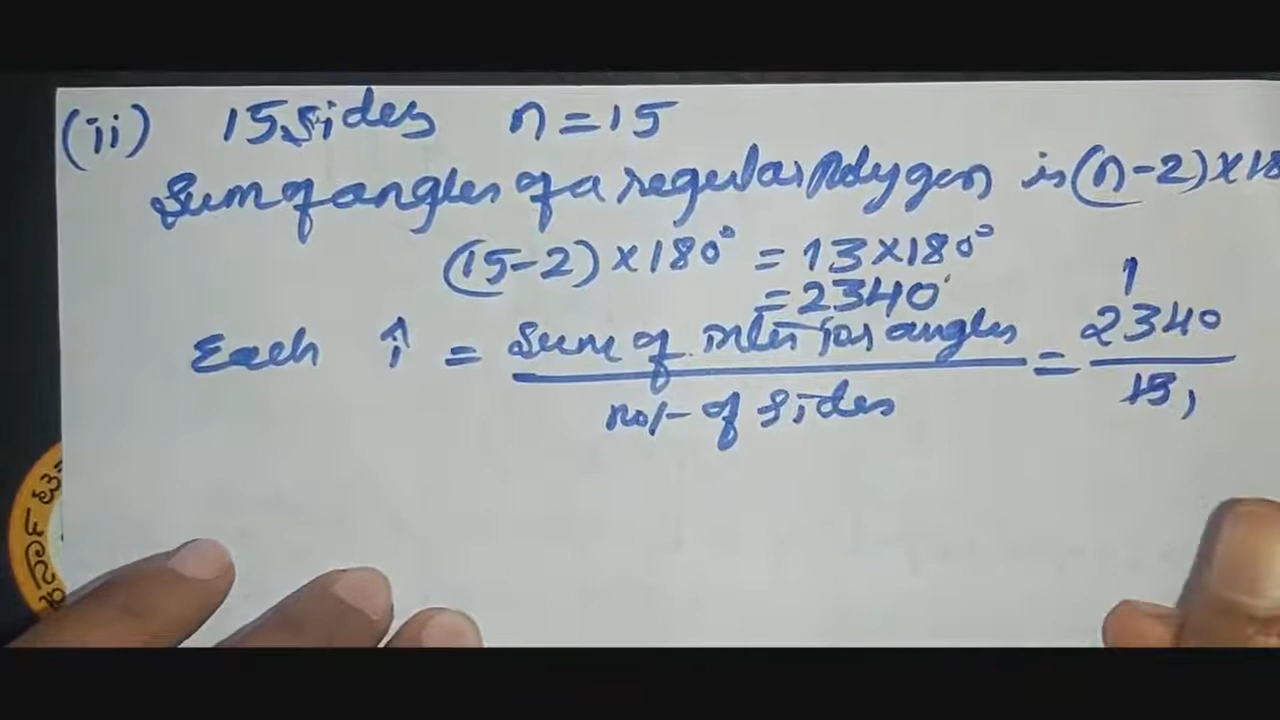 (ii) 15 sides n=15
Sum of angles of a regular Polygon is (n-2)×18
(15-2)×180° = 13×180°
= 2340°
Each î = Sum of interior angles / no/- of sides = 2340 / 15